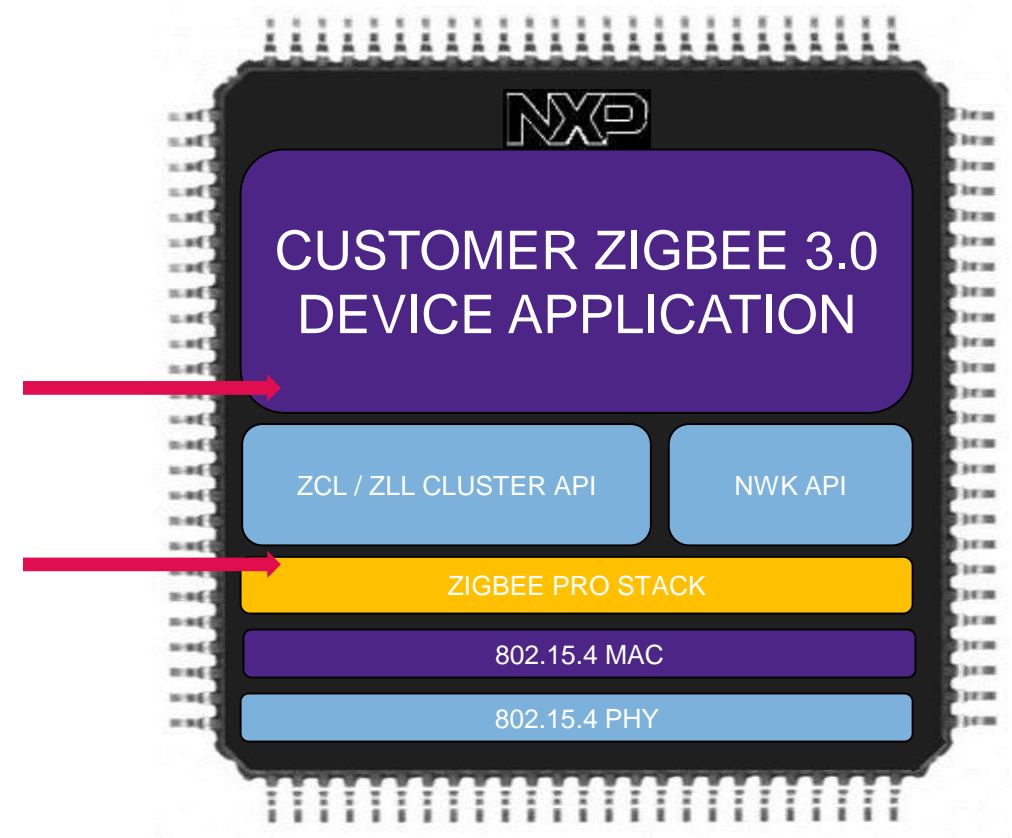 NXP
CUSTOMER ZIGBEE 3.0
DEVICE APPLICATION
ZCL / ZLL CLUSTER API
NWK API
ZIGBEE PRO STACK
802.15.4 MAC
802.15.4 PHY